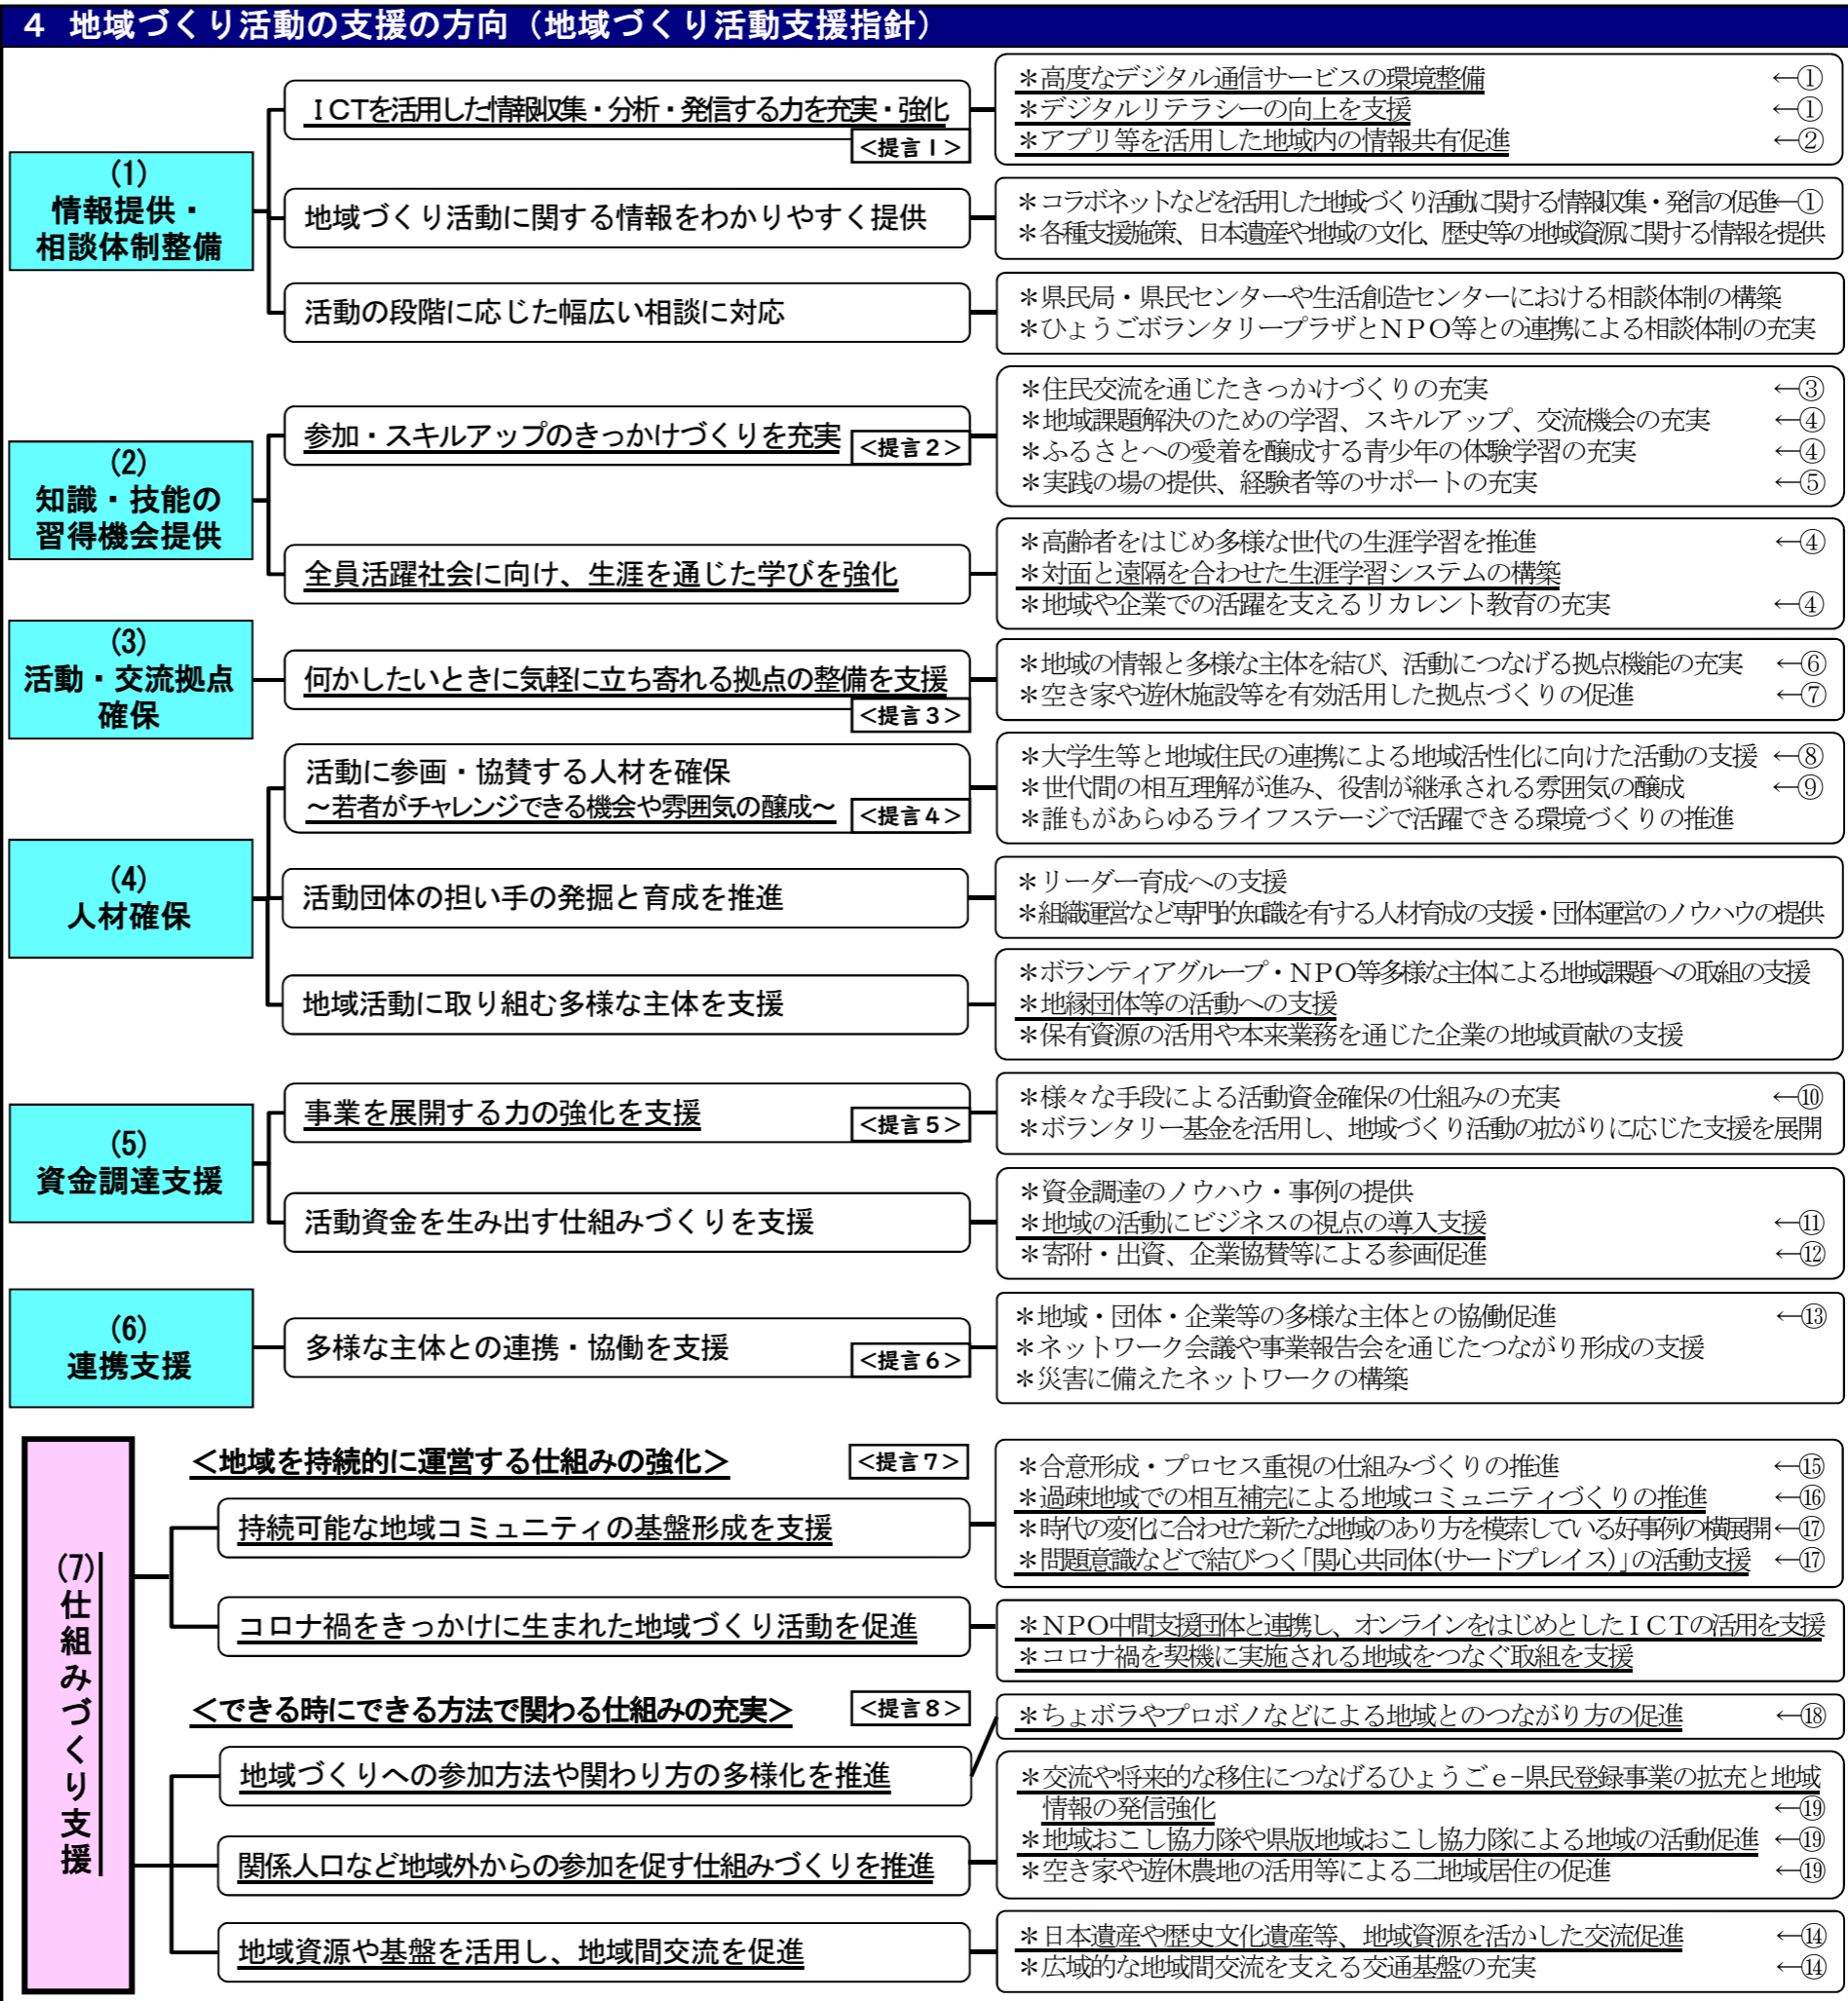 4 地域づくり活動の支援の方向（地域づくり活動支援指針）
(1)
情報提供・
相談体制整備
ＩＣＴを活用した情報収集・分析・発信する力を充実・強化
<提言１>
＊高度なデジタル通信サービスの環境整備 ←①
＊デジタルリテラシーの向上を支援 ←①
＊アプリ等を活用した地域内の情報共有促進 ←②
地域づくり活動に関する情報をわかりやすく提供
＊コラボネットなどを活用した地域づくり活動に関する情報収集・発信の促進←①
＊各種支援施策、日本遺産や地域の文化、歴史等の地域資源に関する情報を提供
活動の段階に応じた幅広い相談に対応
＊県民局・県民センターや生活創造センターにおける相談体制の構築
＊ひょうごボランタリープラザとＮＰＯ等との連携による相談体制の充実
(2)
知識・技能の
習得機会提供
参加・スキルアップのきっかけづくりを充実
<提言２>
＊住民交流を通じたきっかけづくりの充実 ←③
＊地域課題解決のための学習、スキルアップ、交流機会の充実 ←④
＊ふるさとへの愛着を醸成する青少年の体験学習の充実 ←④
＊実践の場の提供、経験者等のサポートの充実 ←⑤
全員活躍社会に向け、生涯を通じた学びを強化
＊高齢者をはじめ多様な世代の生涯学習を推進 ←④
＊対面と遠隔を合わせた生涯学習システムの構築
＊地域や企業での活躍を支えるリカレント教育の充実 ←④
(3)
活動・交流拠点
確保
何かしたいときに気軽に立ち寄れる拠点の整備を支援
<提言３>
＊地域の情報と多様な主体を結び、活動につなげる拠点機能の充実 ←⑥
＊空き家や遊休施設等を有効活用した拠点づくりの促進 ←⑦
(4)
人材確保
活動に参画・協賛する人材を確保
～若者がチャレンジできる機会や雰囲気の醸成～
<提言４>
＊大学生等と地域住民の連携による地域活性化に向けた活動の支援 ←⑧
＊世代間の相互理解が進み、役割が継承される雰囲気の醸成 ←⑨
＊誰もがあらゆるライフステージで活躍できる環境づくりの推進
活動団体の担い手の発掘と育成を推進
＊リーダー育成への支援
＊組織運営など専門的知識を有する人材育成の支援・団体運営のノウハウの提供
地域活動に取り組む多様な主体を支援
＊ボランティアグループ・ＮＰＯ等多様な主体による地域課題への取組の支援
＊地縁団体等の活動への支援
＊保有資源の活用や本来業務を通じた企業の地域貢献の支援
(5)
資金調達支援
事業を展開する力の強化を支援
<提言５>
＊様々な手段による活動資金確保の仕組みの充実 ←⑩
＊ボランタリー基金を活用し、地域づくり活動の拡がりに応じた支援を展開
活動資金を生み出す仕組みづくりを支援
＊資金調達のノウハウ・事例の提供
＊地域の活動にビジネスの視点の導入支援 ←⑪
＊寄附・出資、企業協賛等による参画促進 ←⑫
(6)
連携支援
多様な主体との連携・協働を支援
<提言６>
＊地域・団体・企業等の多様な主体との協働促進 ←⑬
＊ネットワーク会議や事業報告会を通じたつながり形成の支援
＊災害に備えたネットワークの構築
(7)仕組みづくり支援
<地域を持続的に運営する仕組みの強化>
<提言７>
持続可能な地域コミュニティの基盤形成を支援
＊合意形成・プロセス重視の仕組みづくりの推進 ←⑮
＊過疎地域での相互補完による地域コミュニティづくりの推進 ←⑯
＊時代の変化に合わせた新たな地域のあり方を模索している好事例の横展開←⑰
＊問題意識などで結びつく「関心共同体(サードプレイス)」の活動支援 ←⑰
コロナ禍をきっかけに生まれた地域づくり活動を促進
＊ＮＰＯ中間支援団体と連携し、オンラインをはじめとしたＩＣＴの活用を支援
＊コロナ禍を契機に実施される地域をつなぐ取組を支援
<できる時にできる方法で関わる仕組みの充実>
<提言８>
＊ちょボラやプロボノなどによる地域とのつながり方の促進 ←⑱
地域づくりへの参加方法や関わり方の多様化を推進
＊交流や将来的な移住につなげるひょうごｅ-県民登録事業の拡充と地域
情報の発信強化 ←⑲
＊地域おこし協力隊や県版地域おこし協力隊による地域の活動促進 ←⑲
＊空き家や遊休農地の活用等による二地域居住の促進 ←⑲
関係人口など地域外からの参加を促す仕組みづくりを推進
地域資源や基盤を活用し、地域間交流を促進
＊日本遺産や歴史文化遺産等、地域資源を活かした交流促進 ←⑭
＊広域的な地域間交流を支える交通基盤の充実 ←⑭